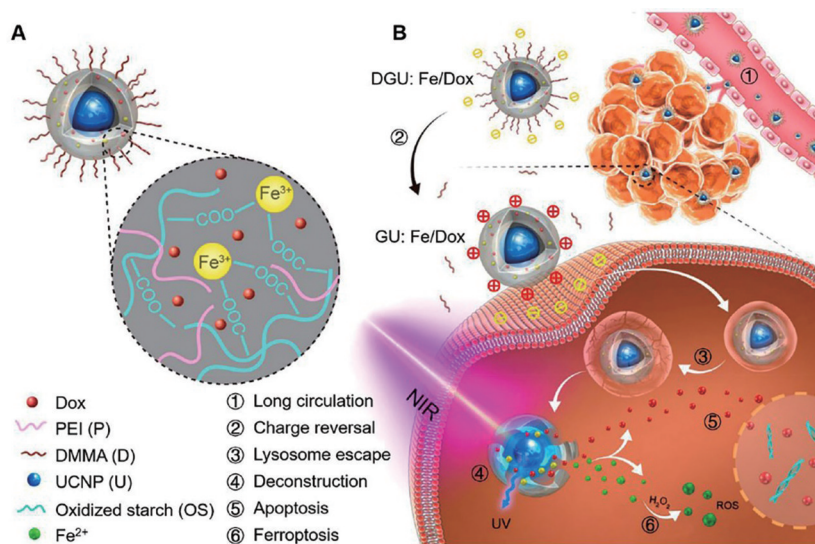 A
Fe3+
COO
OOC
Fe3+
OOC
COO
OOC
Dox
PEI (P)
DMMA (D)
UCNP (U)
Oxidized starch (OS)
Fe2+
① Long circulation
② Charge reversal
③ Lysosome escape
④ Deconstruction
⑤ Apoptosis
⑥ Ferroptosis
B
DGU: Fe/Dox
①
②
GU: Fe/Dox
NIR
③
④
⑤
UV
H2O2
ROS
⑥